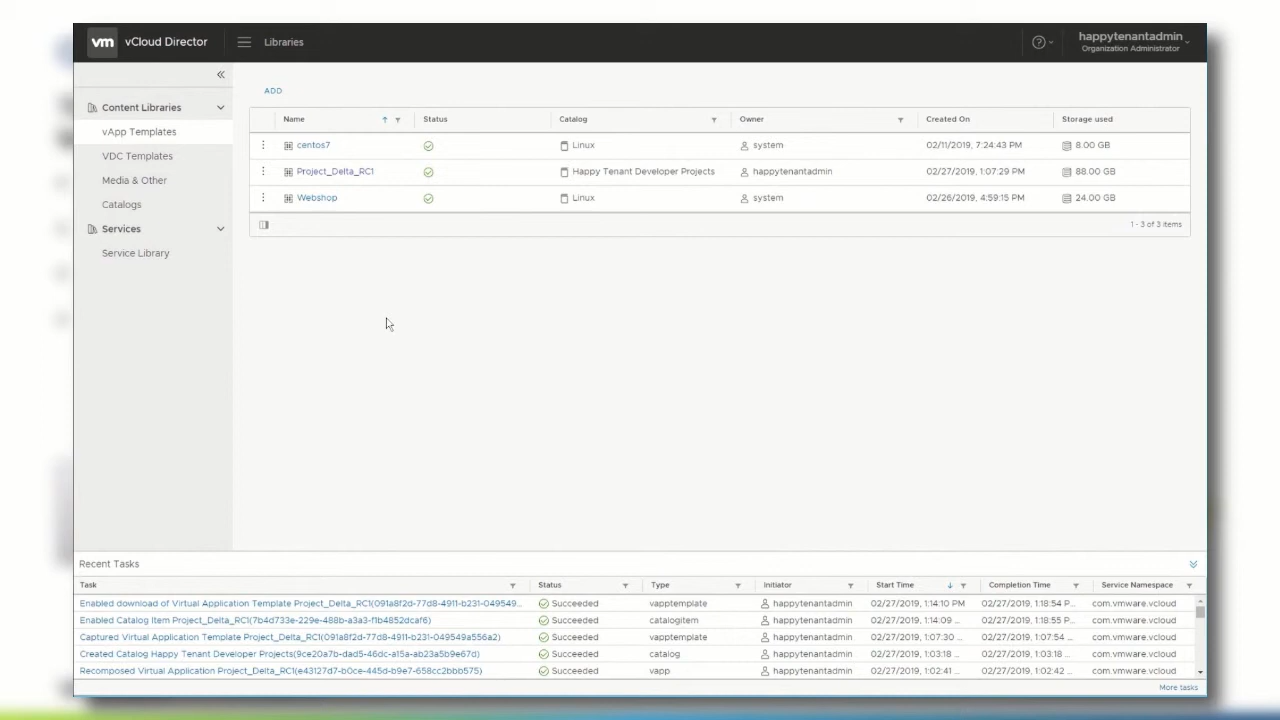 vm vCloud Director Libraries happytenantadmin
Organization Administrator
Content Libraries
vApp Templates
VDC Templates
Media & Other
Catalogs
Services
Service Library
ADD
Name Status Catalog Owner Created On Storage used
centos7 Linux system 02/11/2019, 7:24:43 PM 8.00 GB
Project_Delta_RC1 Happy Tenant Developer Projects happytenantadmin 02/27/2019, 1:07:29 PM 88.00 GB
Webshop Linux system 02/26/2019, 4:59:15 PM 24.00 GB
1 - 3 of 3 items
Recent Tasks
Task Status Type Initiator Start Time Completion Time Service Namespace
Enabled download of Virtual Application Template Project_Delta_RC1(091a8f2d-77d8-4911-b231-049549... Succeeded vapptemplate happytenantadmin 02/27/2019, 1:14:10 PM 02/27/2019, 1:18:54 P... com.vmware.vcloud
Enabled Catalog Item Project_Delta_RC1(7b4d733e-229e-488b-a3a3-f1b4852dcaf6) Succeeded catalogitem happytenantadmin 02/27/2019, 1:14:09 ... 02/27/2019, 1:18:55 P... com.vmware.vcloud
Captured Virtual Application Template Project_Delta_RC1(091a8f2d-77d8-4911-b231-049549a556a2) Succeeded vapptemplate happytenantadmin 02/27/2019, 1:07:30 ... 02/27/2019, 1:07:54 ... com.vmware.vcloud
Created Catalog Happy Tenant Developer Projects(9ce20a7b-dad5-46dc-a15a-ab23a5b9e67d) Succeeded catalog happytenantadmin 02/27/2019, 1:03:18 ... 02/27/2019, 1:03:18 ... com.vmware.vcloud
Recomposed Virtual Application Project_Delta_RC1(e43127d7-b0ce-445d-b9e7-658cc2bbb575) Succeeded vapp happytenantadmin 02/27/2019, 1:02:41 ... 02/27/2019, 1:02:42 ... com.vmware.vcloud
More tasks